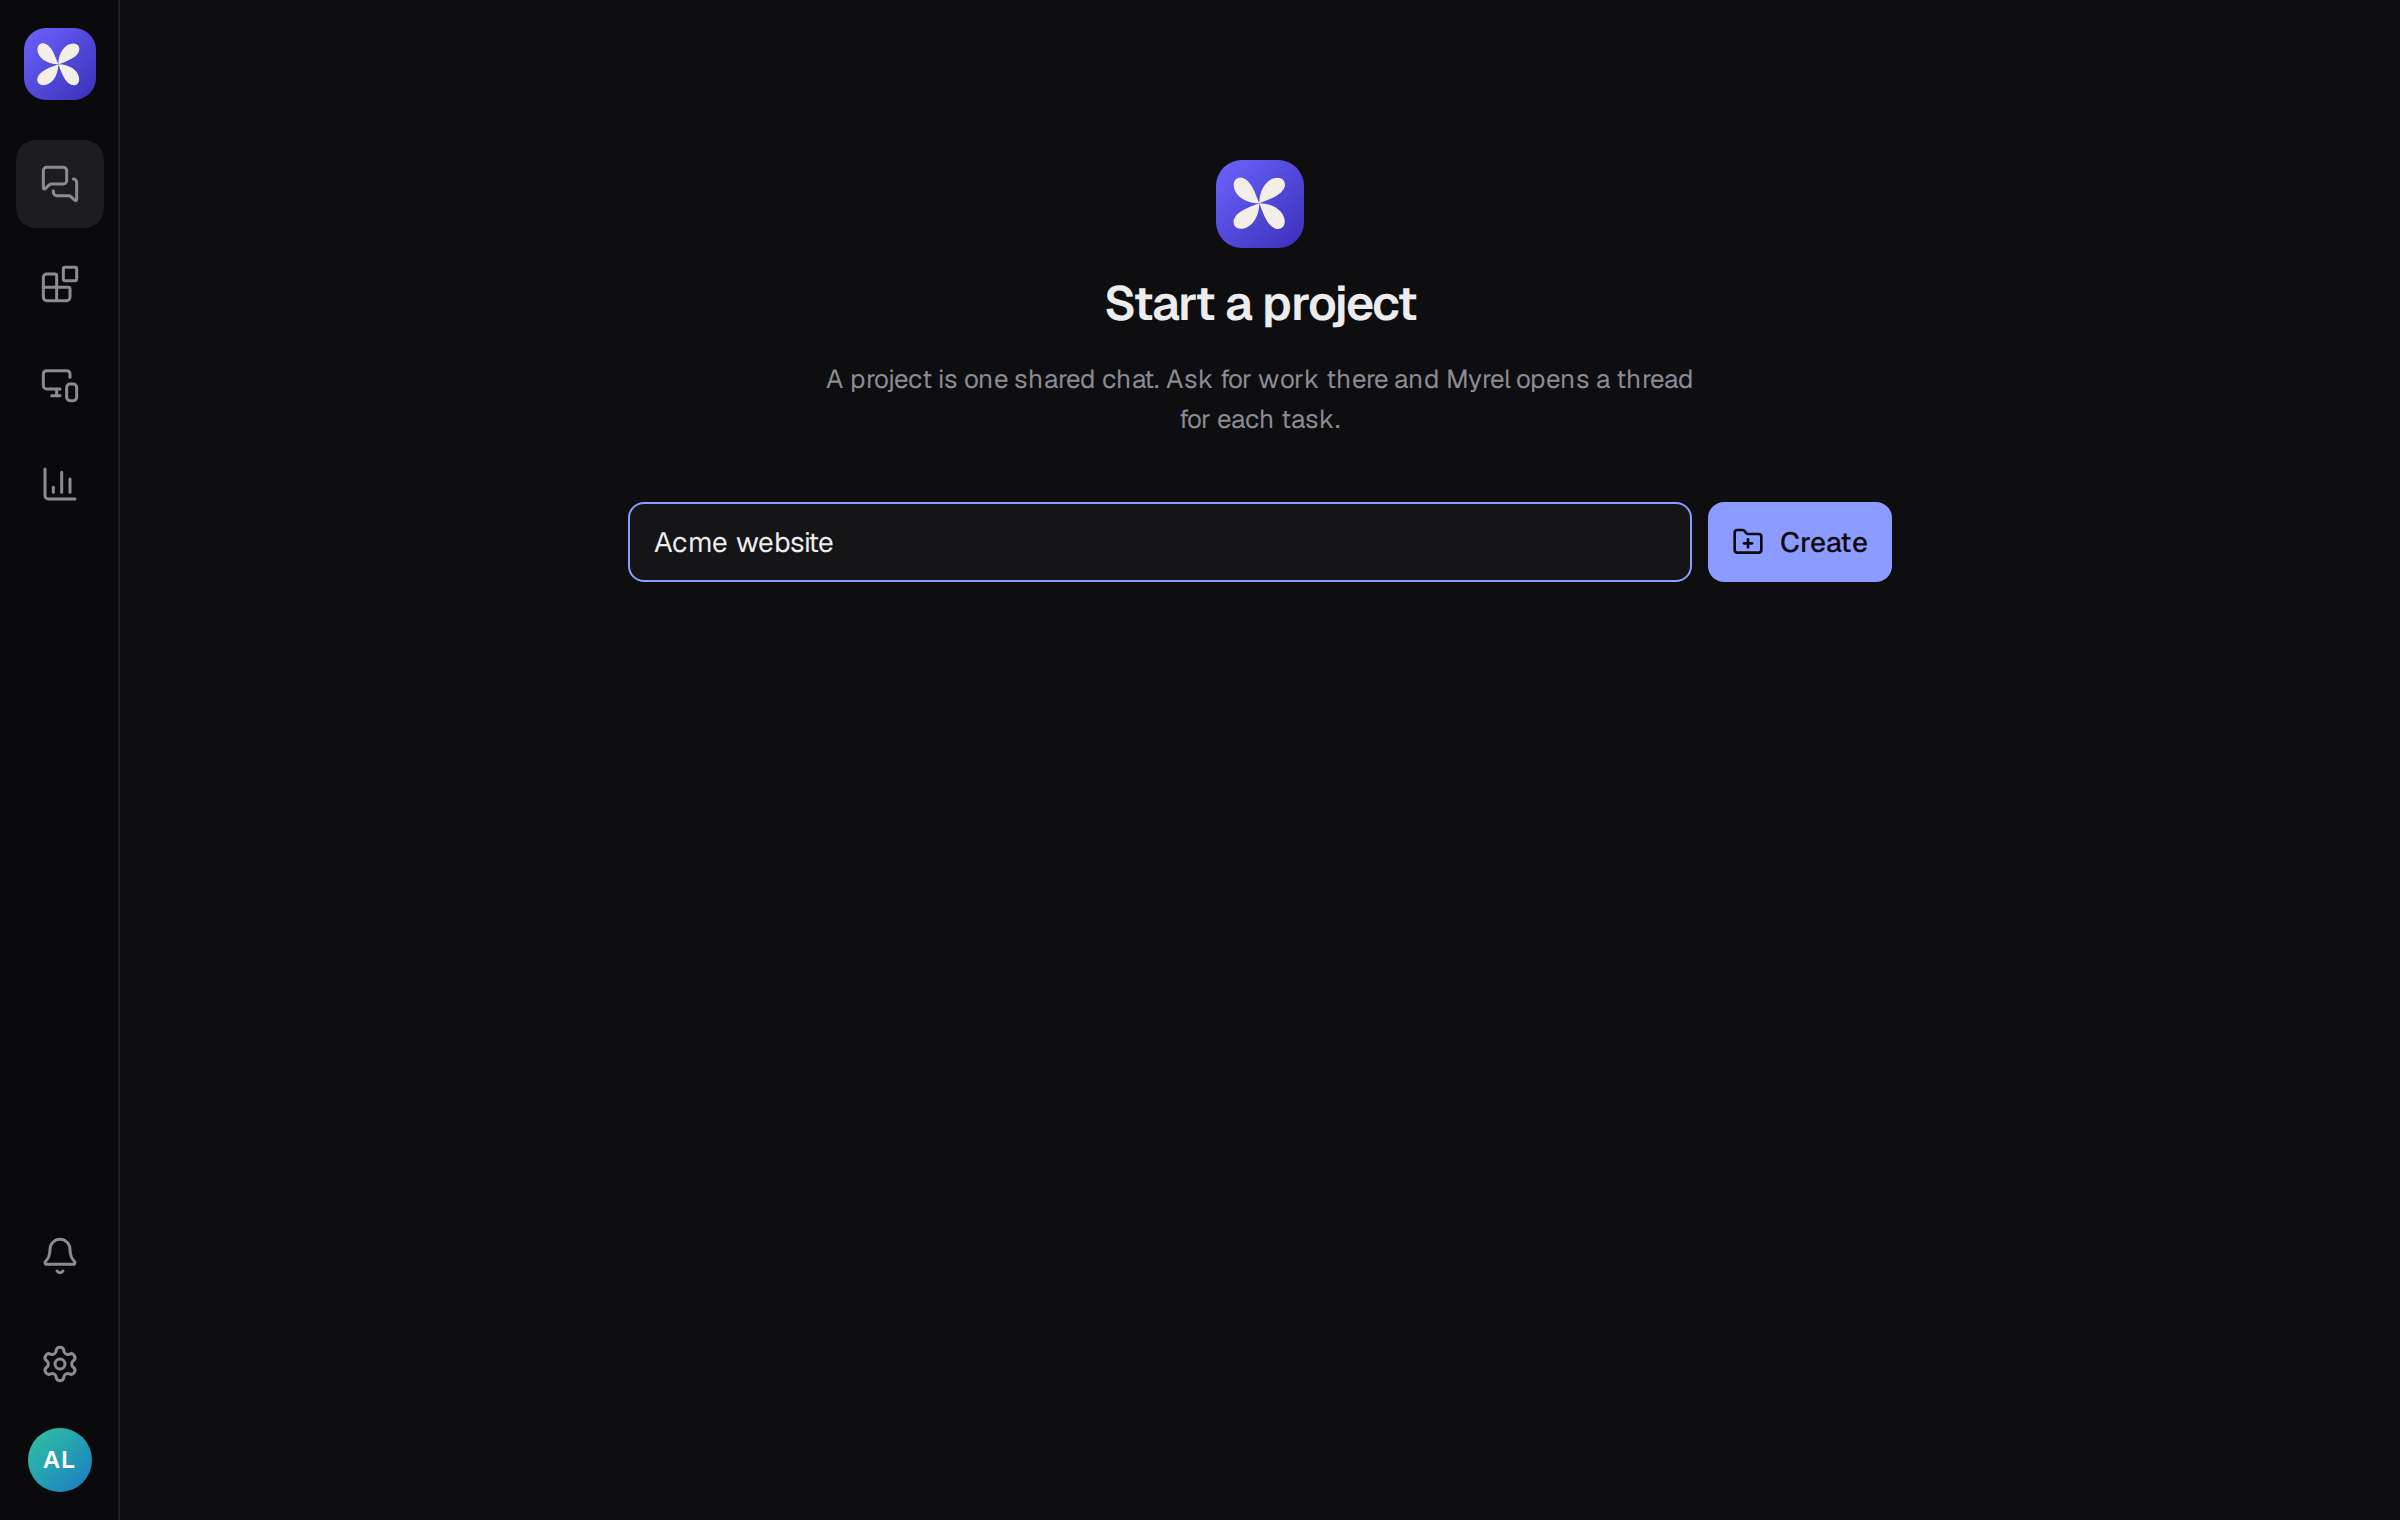 Start a project
A project is one shared chat. Ask for work there and Myrel opens a thread
for each task.
Acme website
Create
AL